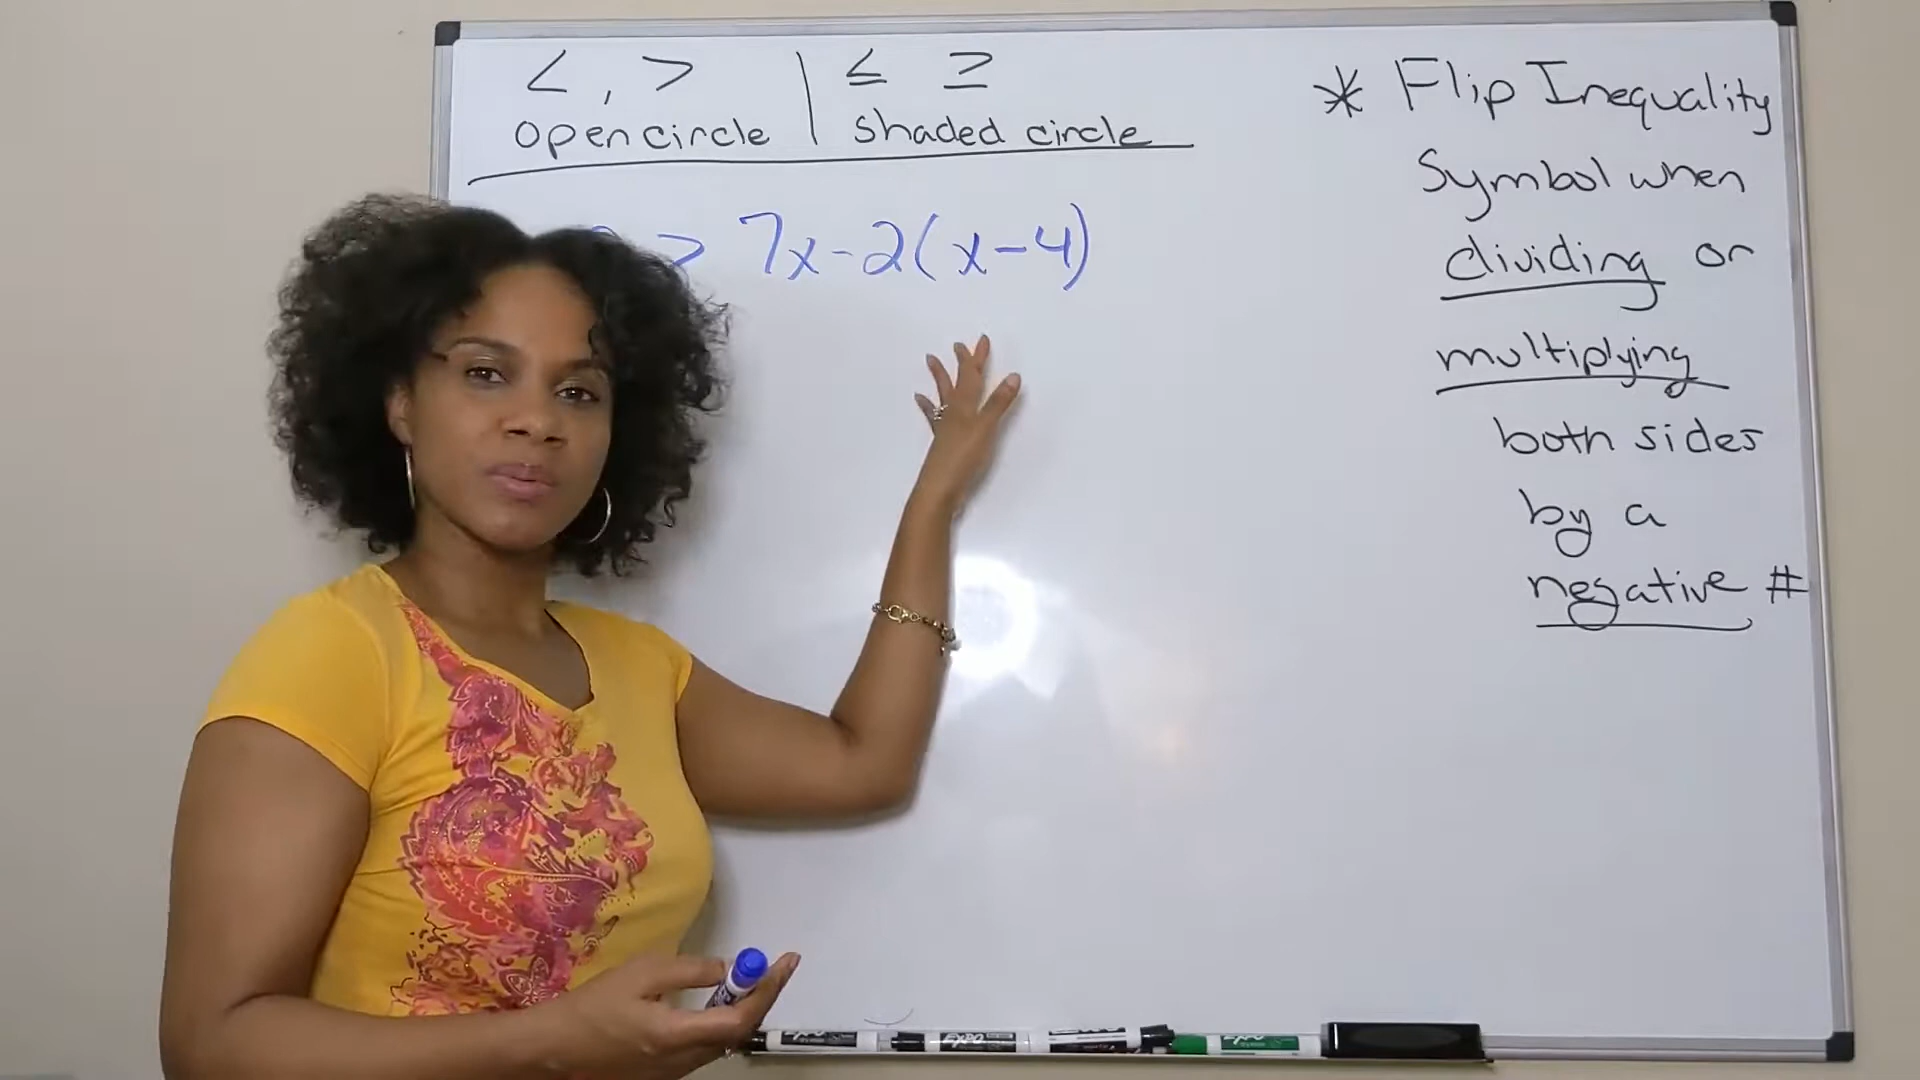 < , > | ≤ ≥
open circle | shaded circle
> 7x-2(x-4)
* Flip Inequality
Symbol when
dividing or
multiplying
both sides
by a
negative #